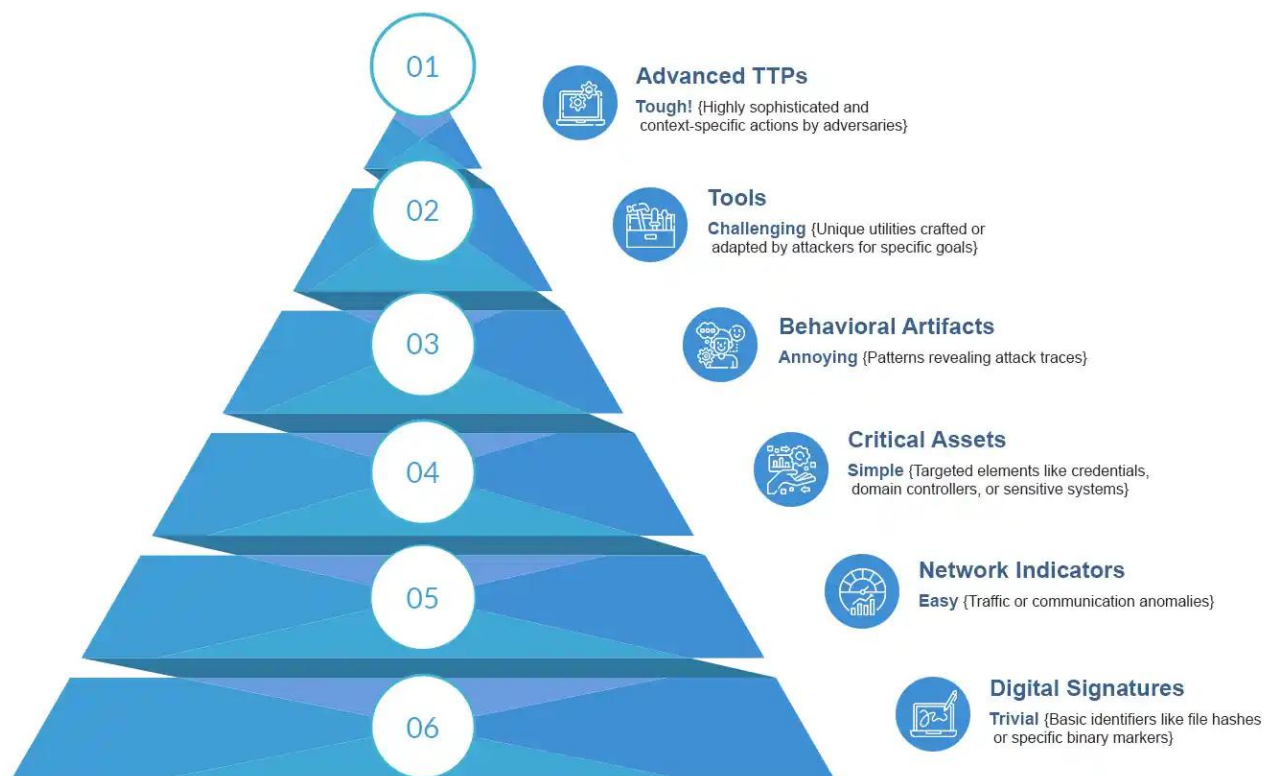 01
Advanced TTPs
Tough! {Highly sophisticated and
context-specific actions by adversaries}
02
Tools
Challenging {Unique utilities crafted or
adapted by attackers for specific goals}
03
Behavioral Artifacts
Annoying {Patterns revealing attack traces}
04
Critical Assets
Simple {Targeted elements like credentials,
domain controllers, or sensitive systems}
05
Network Indicators
Easy {Traffic or communication anomalies}
06
Digital Signatures
Trivial {Basic identifiers like file hashes
or specific binary markers}